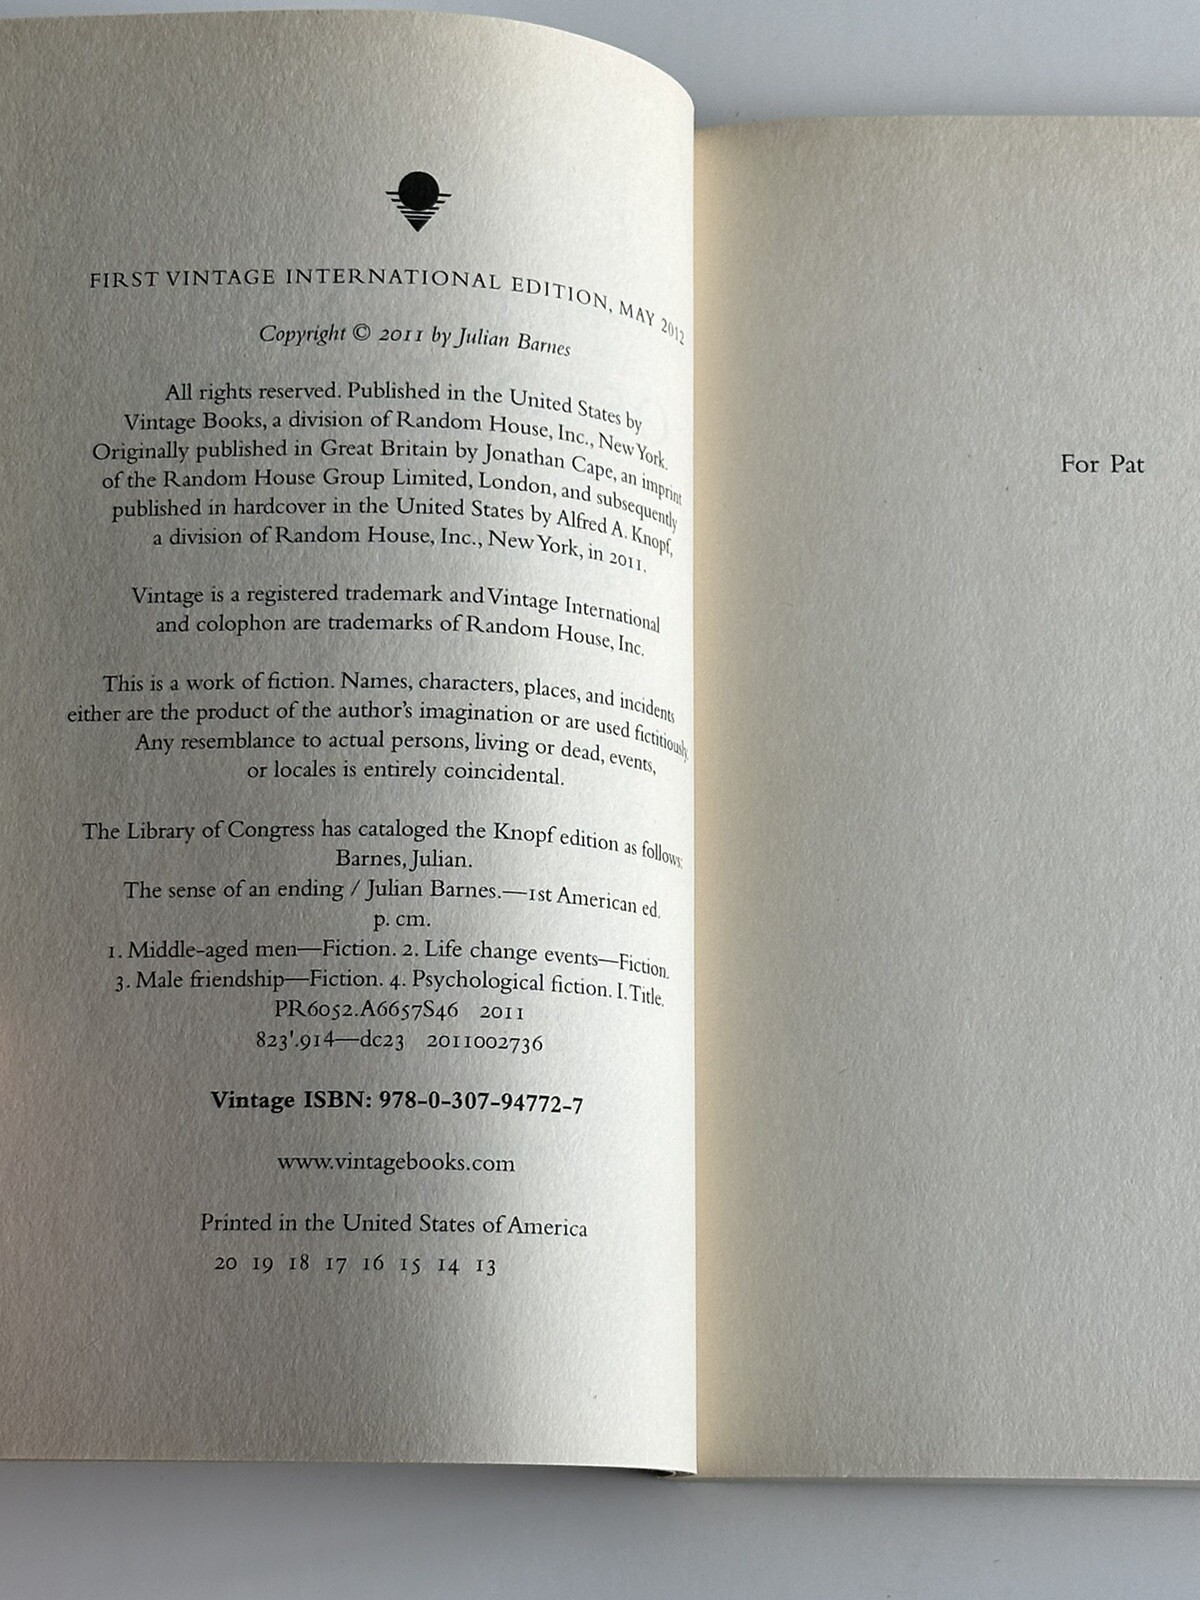 FIRST VINTAGE INTERNATIONAL EDITION, MAY 2012
Copyright © 2011 by Julian Barnes
All rights reserved. Published in the United States by
Vintage Books, a division of Random House, Inc., New York.
Originally published in Great Britain by Jonathan Cape, an imprint
of the Random House Group Limited, London, and subsequently
published in hardcover in the United States by Alfred A. Knopf,
a division of Random House, Inc., New York, in 2011.
Vintage is a registered trademark and Vintage International
and colophon are trademarks of Random House, Inc.
This is a work of fiction. Names, characters, places, and incidents
either are the product of the author's imagination or are used fictitiously.
Any resemblance to actual persons, living or dead, events,
or locales is entirely coincidental.
The Library of Congress has cataloged the Knopf edition as follows:
Barnes, Julian.
The sense of an ending / Julian Barnes.—1st American ed.
p. cm.
1. Middle-aged men—Fiction. 2. Life change events—Fiction.
3. Male friendship—Fiction. 4. Psychological fiction. I. Title.
PR6052.A6657S46 2011
823'.914—dc23 2011002736
Vintage ISBN: 978-0-307-94772-7
www.vintagebooks.com
Printed in the United States of America
20 19 18 17 16 15 14 13
For Pat